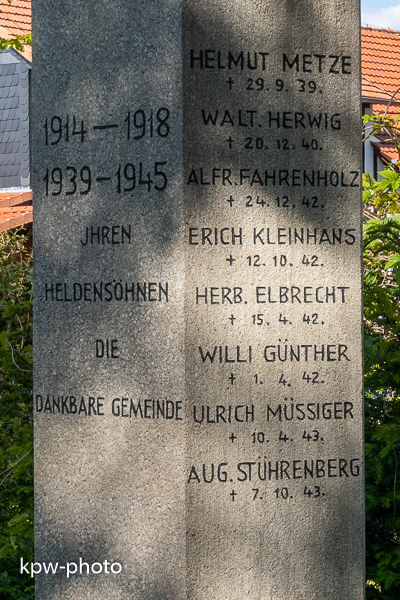 1914 – 1918
1939 – 1945
JHREN
HELDENSÖHNEN
DIE
DANKBARE GEMEINDE
HELMUT METZE
† 29. 9. 39.
WALT. HERWIG
† 20. 12. 40.
ALFR. FAHRENHOLZ
† 24. 12. 42.
ERICH KLEINHANS
† 12. 10. 42.
HERB. ELBRECHT
† 15. 4. 42.
WILLI GÜNTHER
† 1. 4. 42.
ULRICH MÜSSIGER
† 10. 4. 43.
AUG. STÜHRENBERG
† 7. 10. 43.
kpw-photo